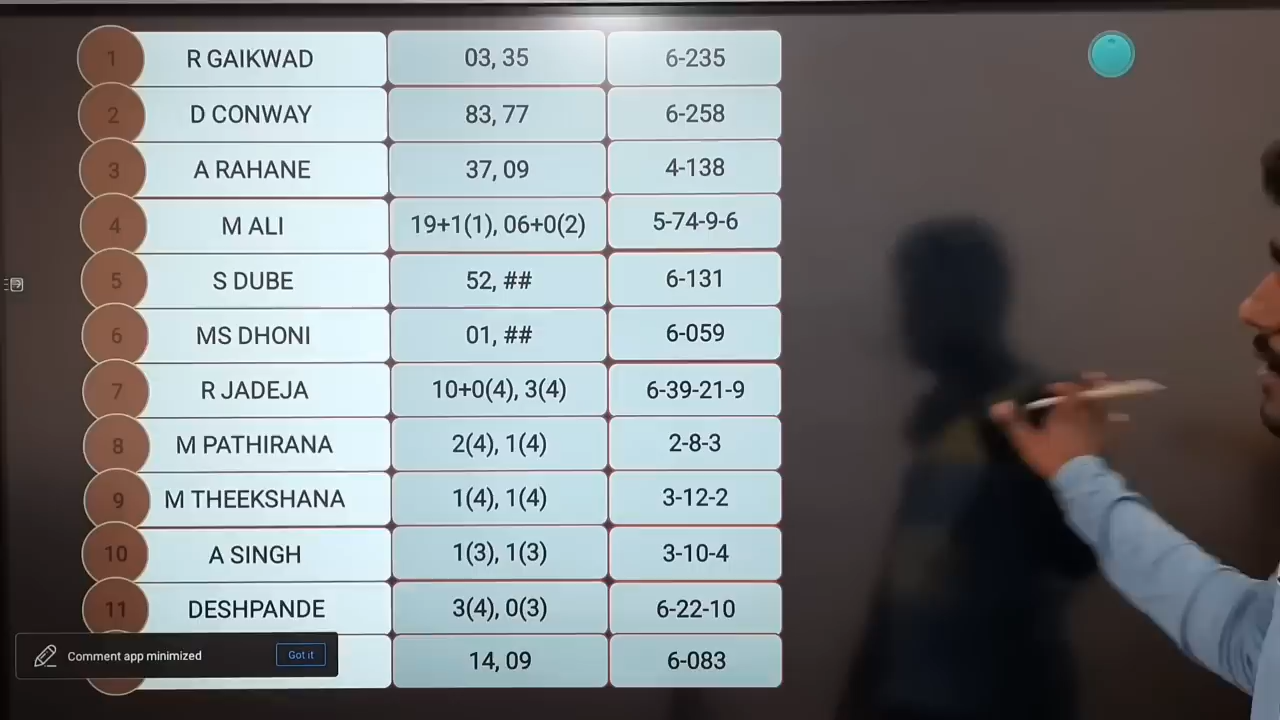 1 R GAIKWAD 03, 35 6-235
2 D CONWAY 83, 77 6-258
3 A RAHANE 37, 09 4-138
4 M ALI 19+1(1), 06+0(2) 5-74-9-6
5 S DUBE 52, ## 6-131
6 MS DHONI 01, ## 6-059
7 R JADEJA 10+0(4), 3(4) 6-39-21-9
8 M PATHIRANA 2(4), 1(4) 2-8-3
9 M THEEKSHANA 1(4), 1(4) 3-12-2
10 A SINGH 1(3), 1(3) 3-10-4
11 DESHPANDE 3(4), 0(3) 6-22-10
14, 09 6-083
Comment app minimized Got it